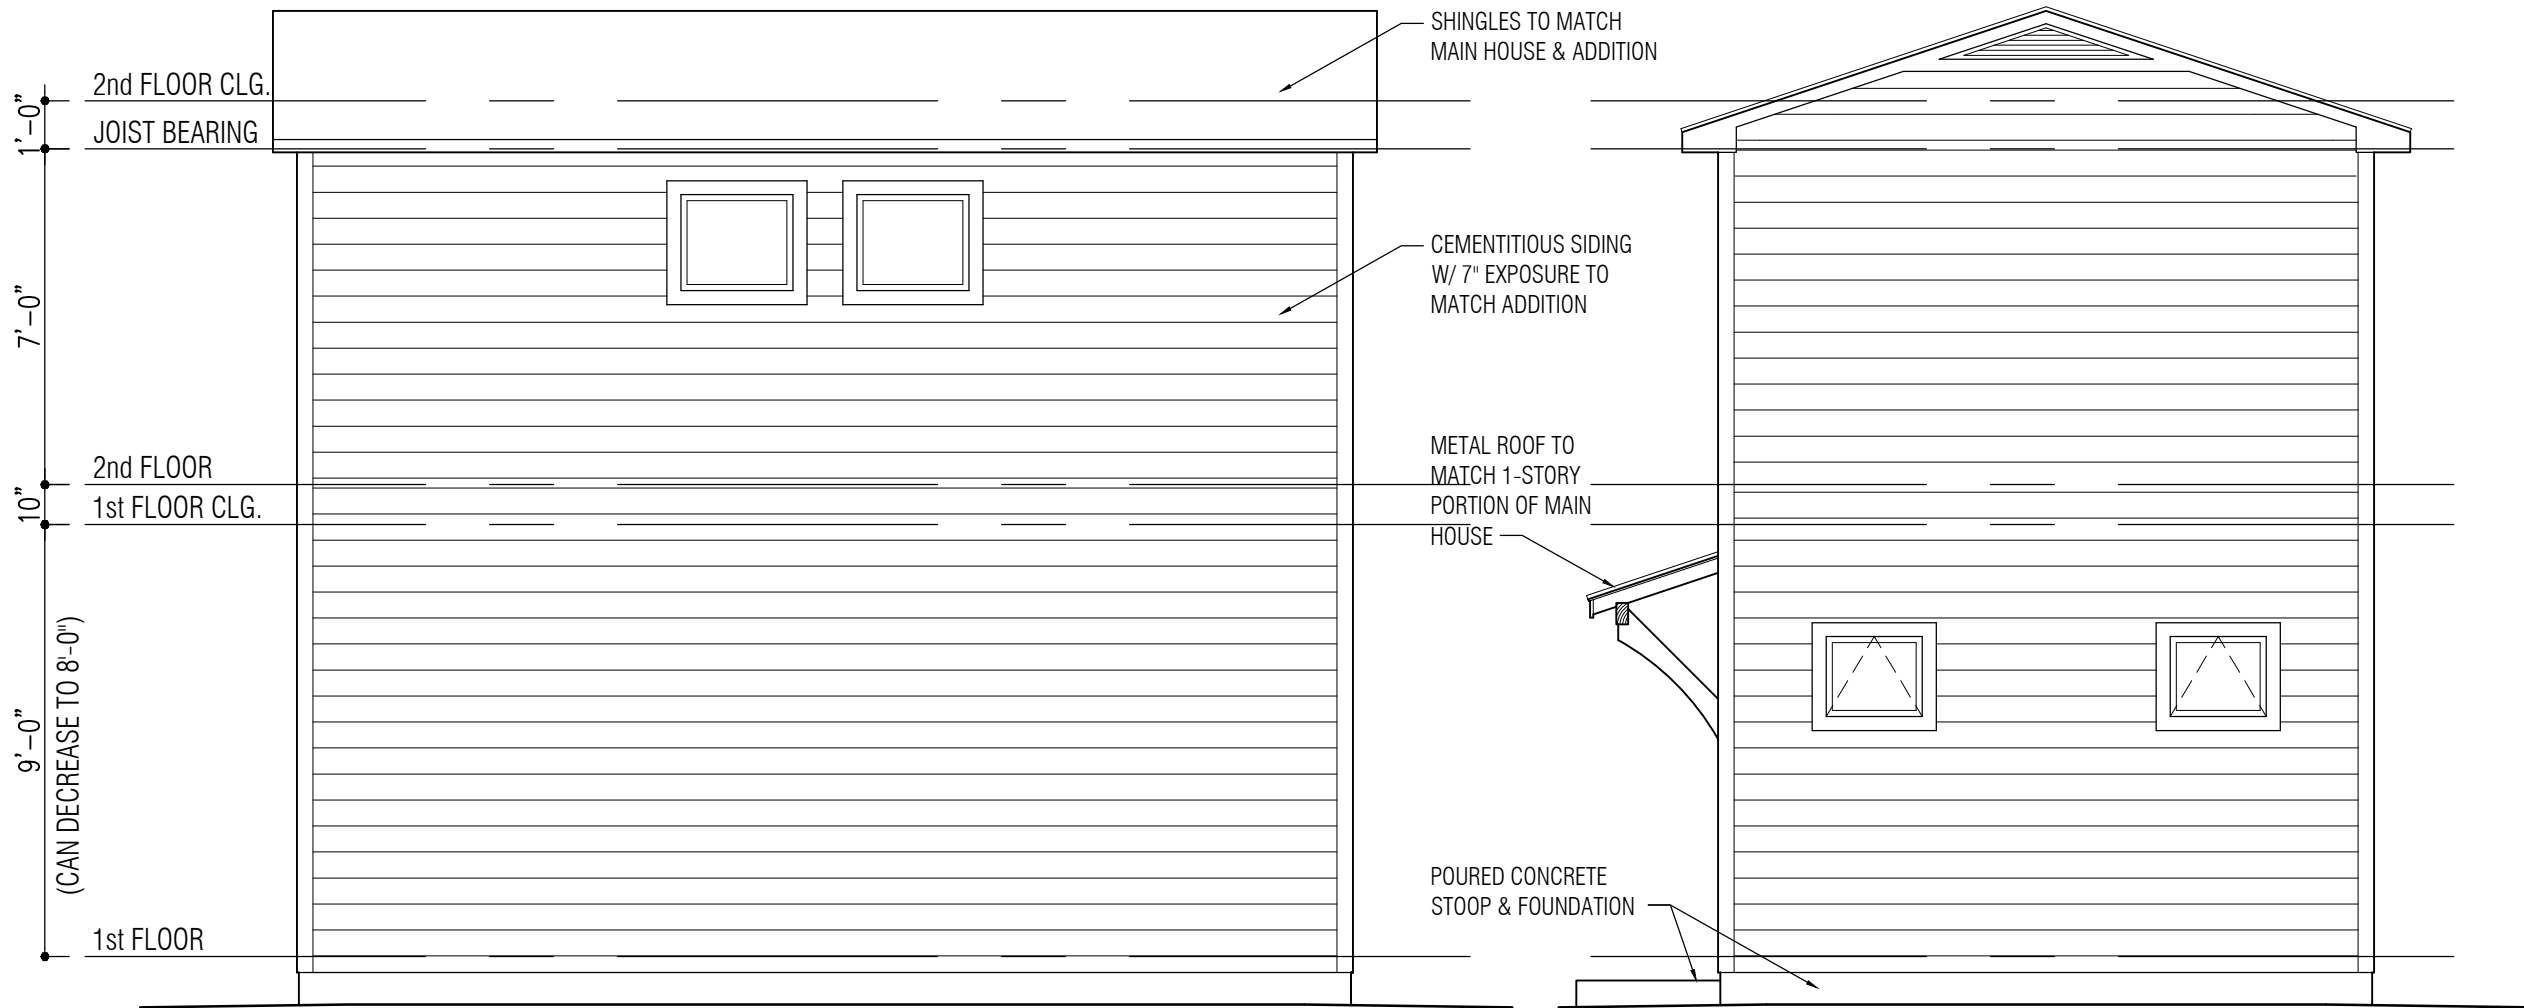 SHINGLES TO MATCH
MAIN HOUSE & ADDITION
2nd FLOOR CLG.
1'-0"
JOIST BEARING
CEMENTITIOUS SIDING
W/ 7" EXPOSURE TO
MATCH ADDITION
7'-0"
METAL ROOF TO
MATCH 1-STORY
PORTION OF MAIN
HOUSE
2nd FLOOR
10"
1st FLOOR CLG.
9'-0"
(CAN DECREASE TO 8'-0")
POURED CONCRETE
STOOP & FOUNDATION
1st FLOOR